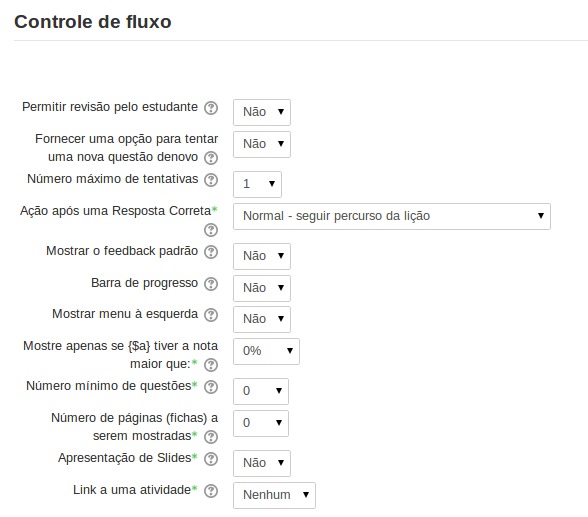 Controle de fluxo
Permitir revisão pelo estudante Não
Fornecer uma opção para tentar
uma nova questão denovo Não
Número máximo de tentativas 1
Ação após uma Resposta Correta* Normal - seguir percurso da lição
Mostrar o feedback padrão Não
Barra de progresso Não
Mostrar menu à esquerda Não
Mostre apenas se {$a} tiver a nota
maior que:* 0%
Número mínimo de questões* 0
Número de páginas (fichas) a
serem mostradas* 0
Apresentação de Slides* Não
Link a uma atividade* Nenhum